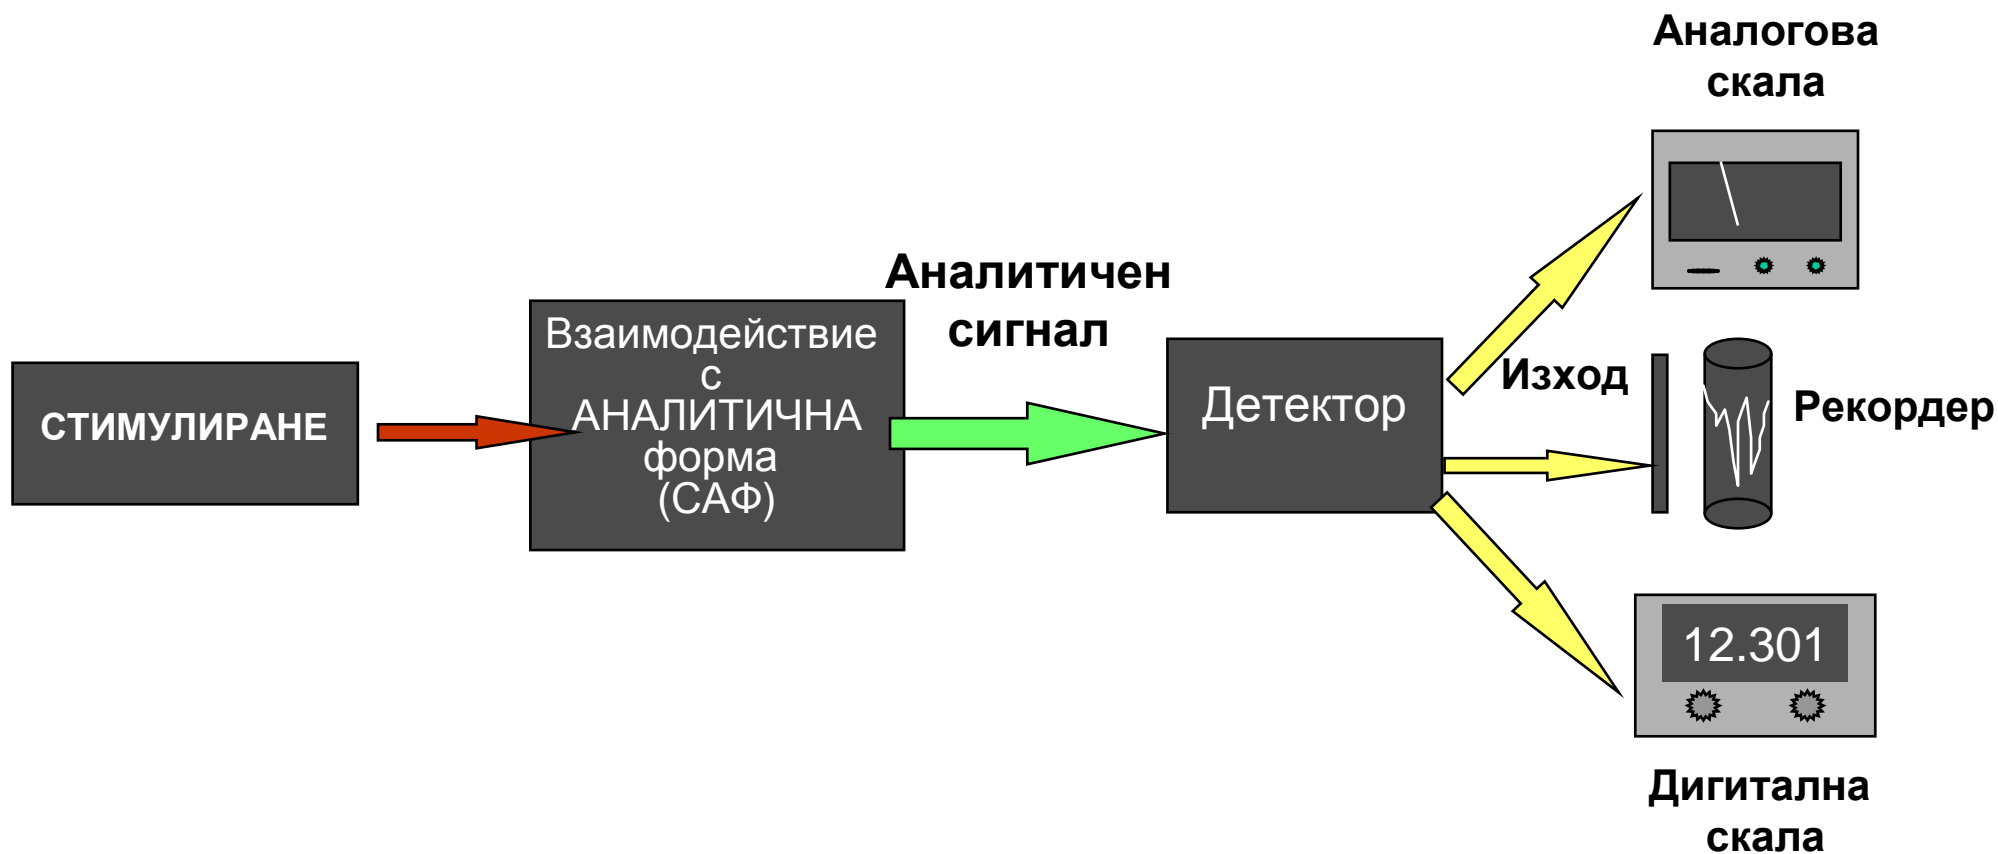 СТИМУЛИРАНЕ
Взаимодействие
с
АНАЛИТИЧНА
форма
(САФ)
Аналитичен
сигнал
Детектор
Изход
Аналогова
скала
Рекордер
12.301
Дигитална
скала